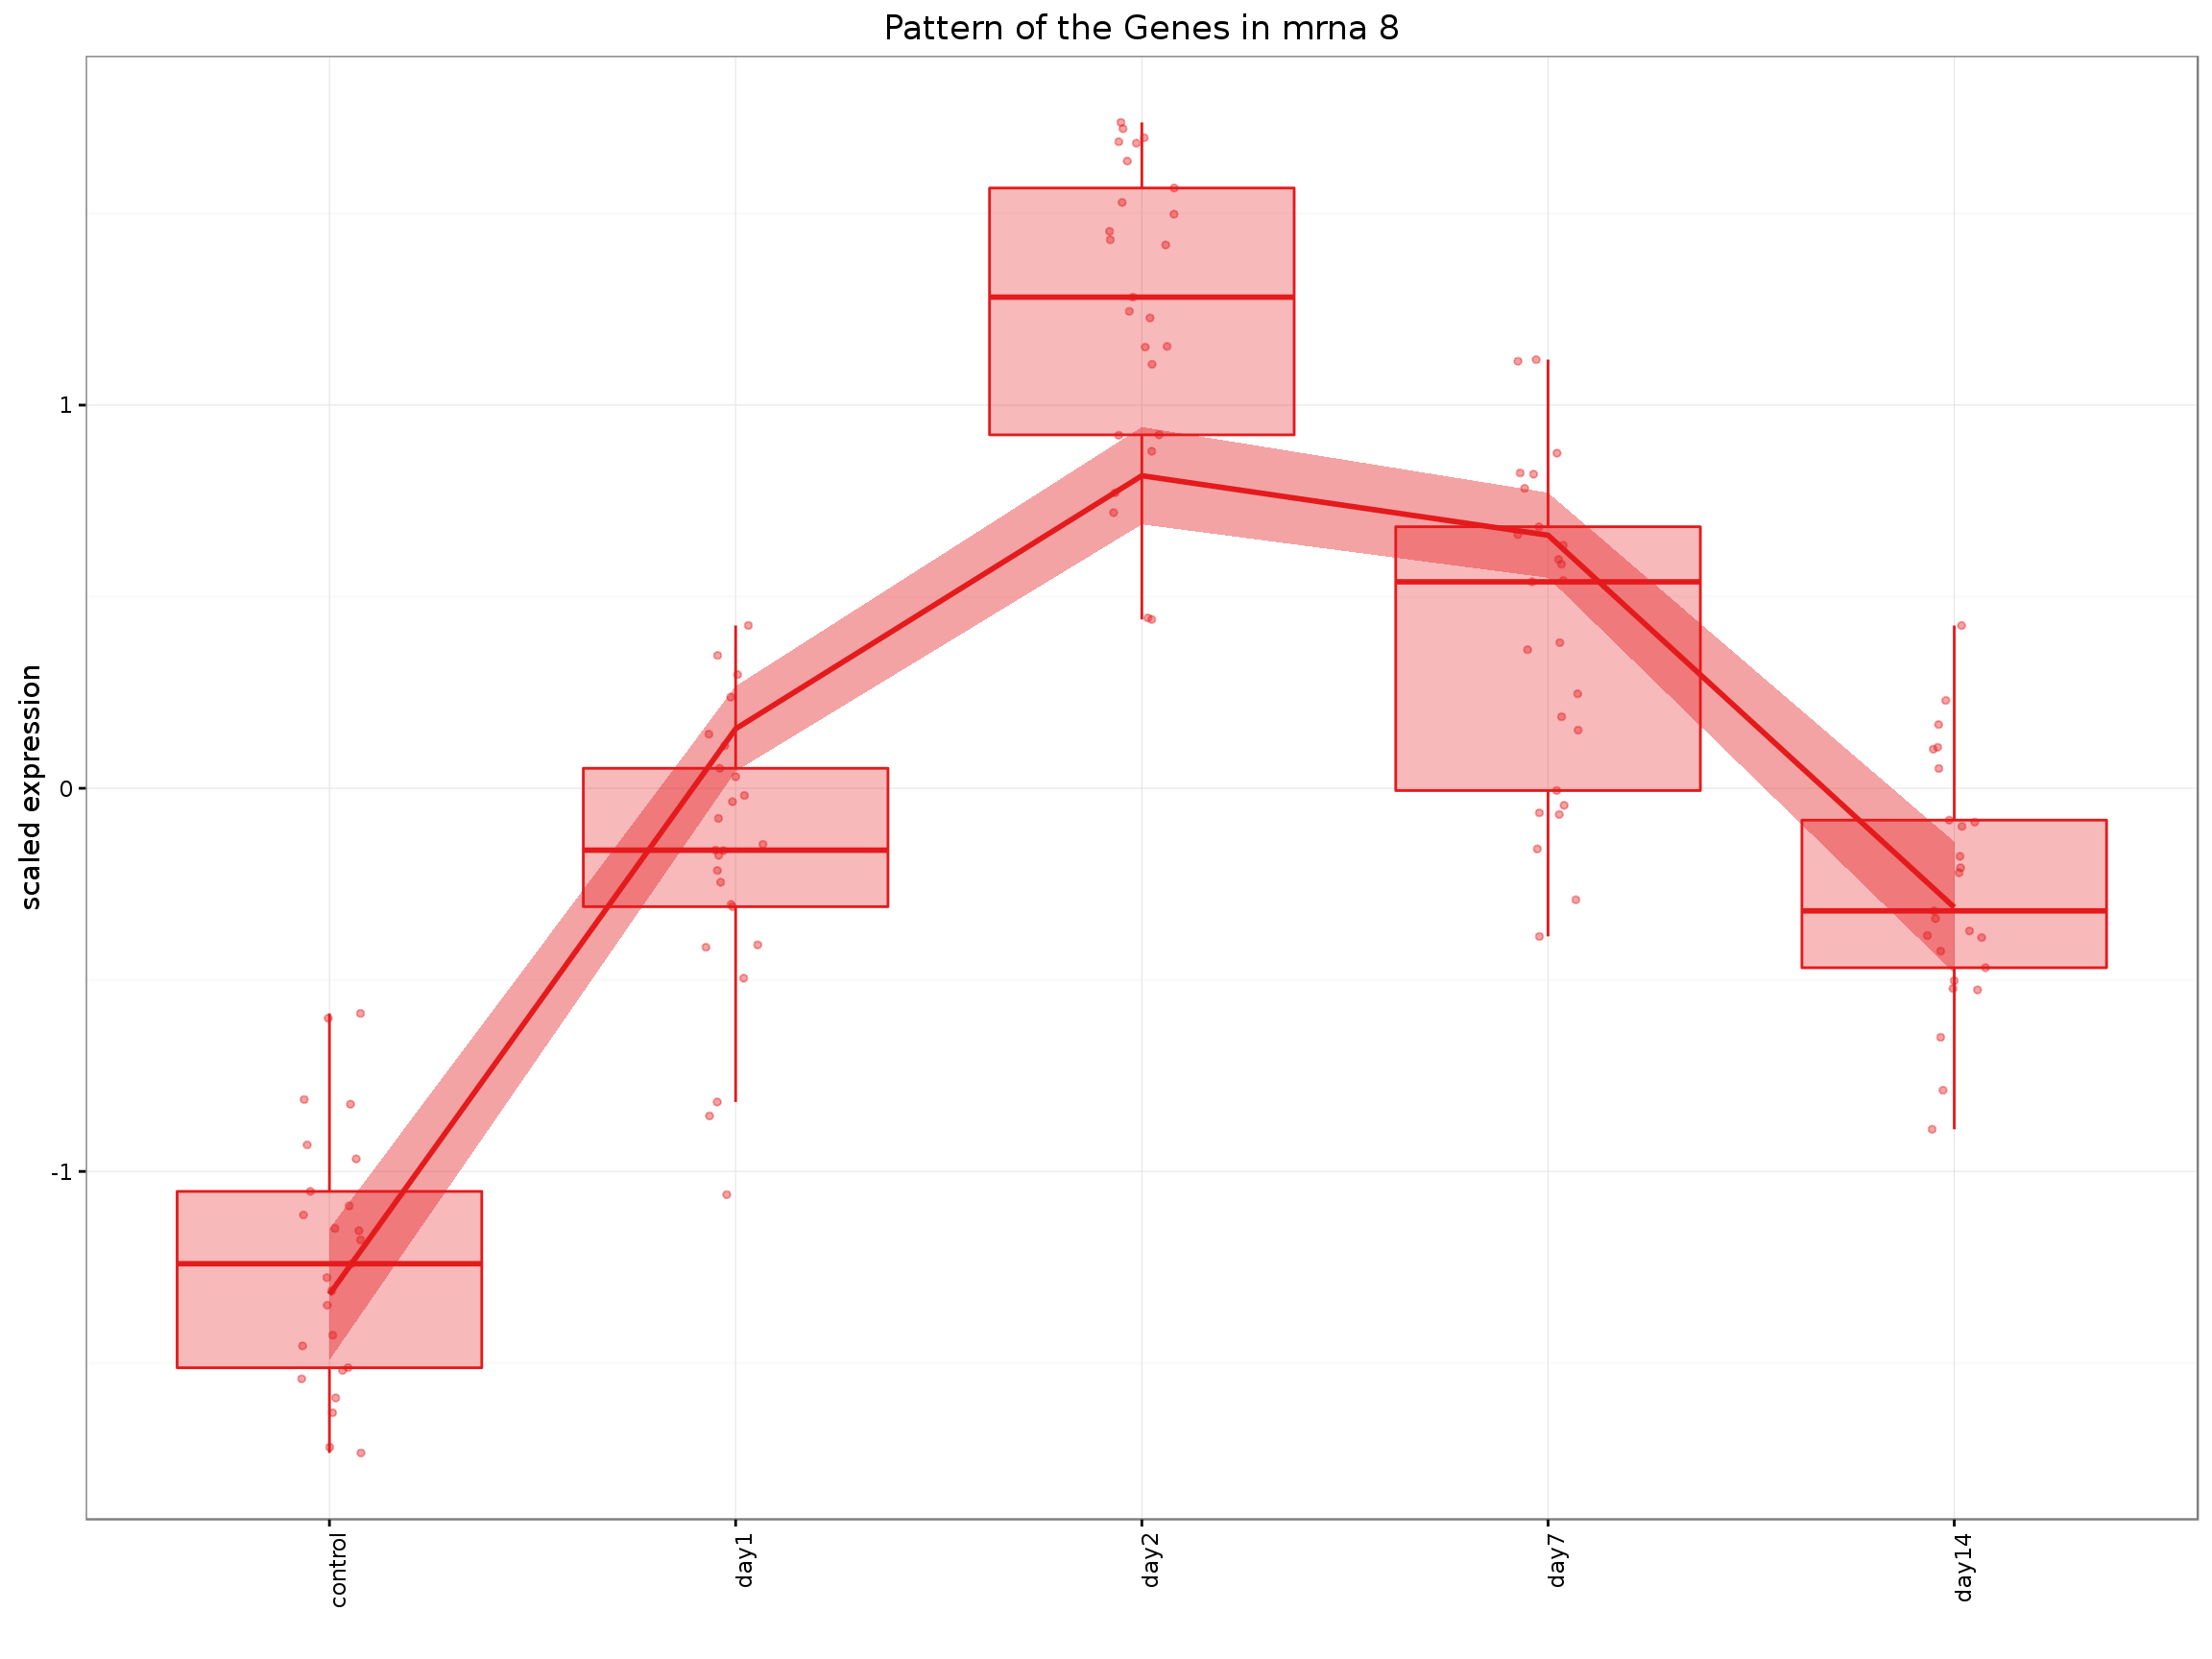 Pattern of the Genes in mrna 8
scaled expression
1
0
-1
control
day1
day2
day7
day14